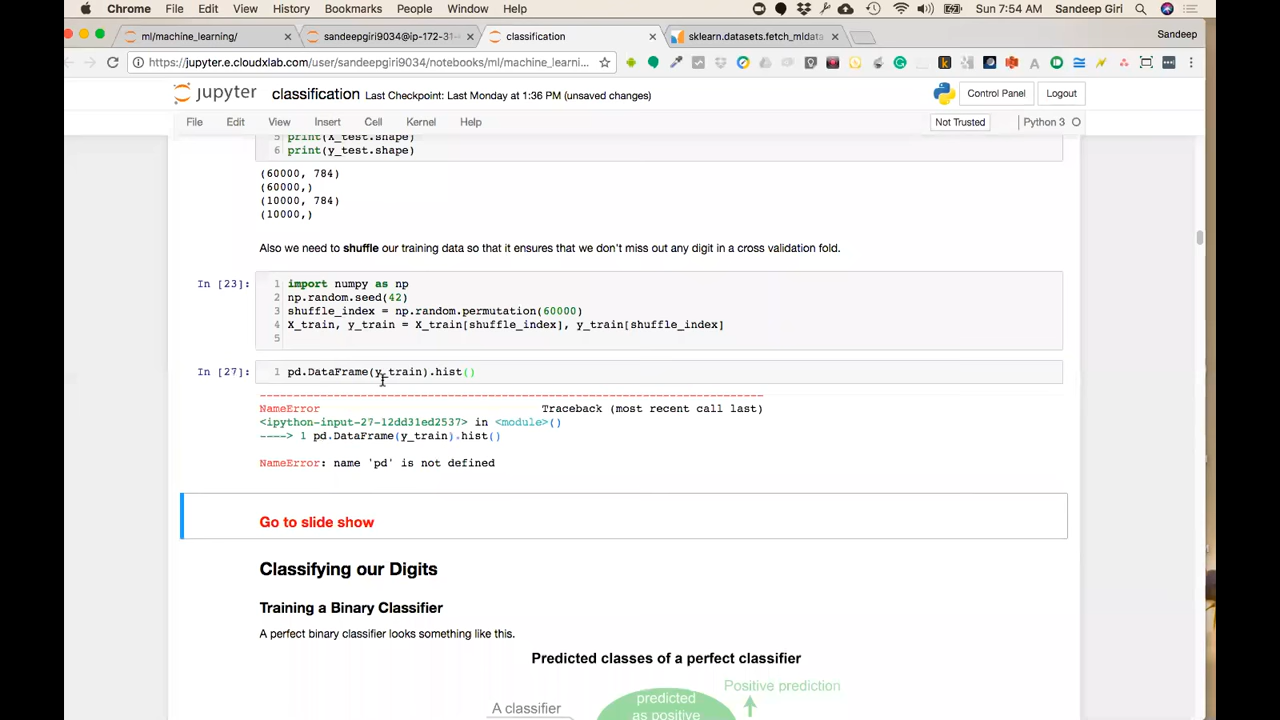 Chrome File Edit View History Bookmarks People Window Help Sun 7:54 AM Sandeep Giri
ml/machine_learning/ sandeepgiri9034@ip-172-31- classification sklearn.datasets.fetch_mldata Sandeep
https://jupyter.e.cloudxlab.com/user/sandeepgiri9034/notebooks/ml/machine_learni...
jupyter classification Last Checkpoint: Last Monday at 1:36 PM (unsaved changes) Control Panel Logout
File Edit View Insert Cell Kernel Help Not Trusted Python 3
5 print(X_test.shape)
6 print(y_test.shape)
(60000, 784)
(60000,)
(10000, 784)
(10000,)
Also we need to shuffle our training data so that it ensures that we don't miss out any digit in a cross validation fold.
In [23]: 1 import numpy as np
2 np.random.seed(42)
3 shuffle_index = np.random.permutation(60000)
4 X_train, y_train = X_train[shuffle_index], y_train[shuffle_index]
5
In [27]: 1 pd.DataFrame(y_train).hist()
---------------------------------------------------------------------------
NameError Traceback (most recent call last)
<ipython-input-27-12dd31ed2537> in <module>()
----> 1 pd.DataFrame(y_train).hist()
NameError: name 'pd' is not defined
Go to slide show
Classifying our Digits
Training a Binary Classifier
A perfect binary classifier looks something like this.
Predicted classes of a perfect classifier
Positive prediction
predicted
A classifier
as positive